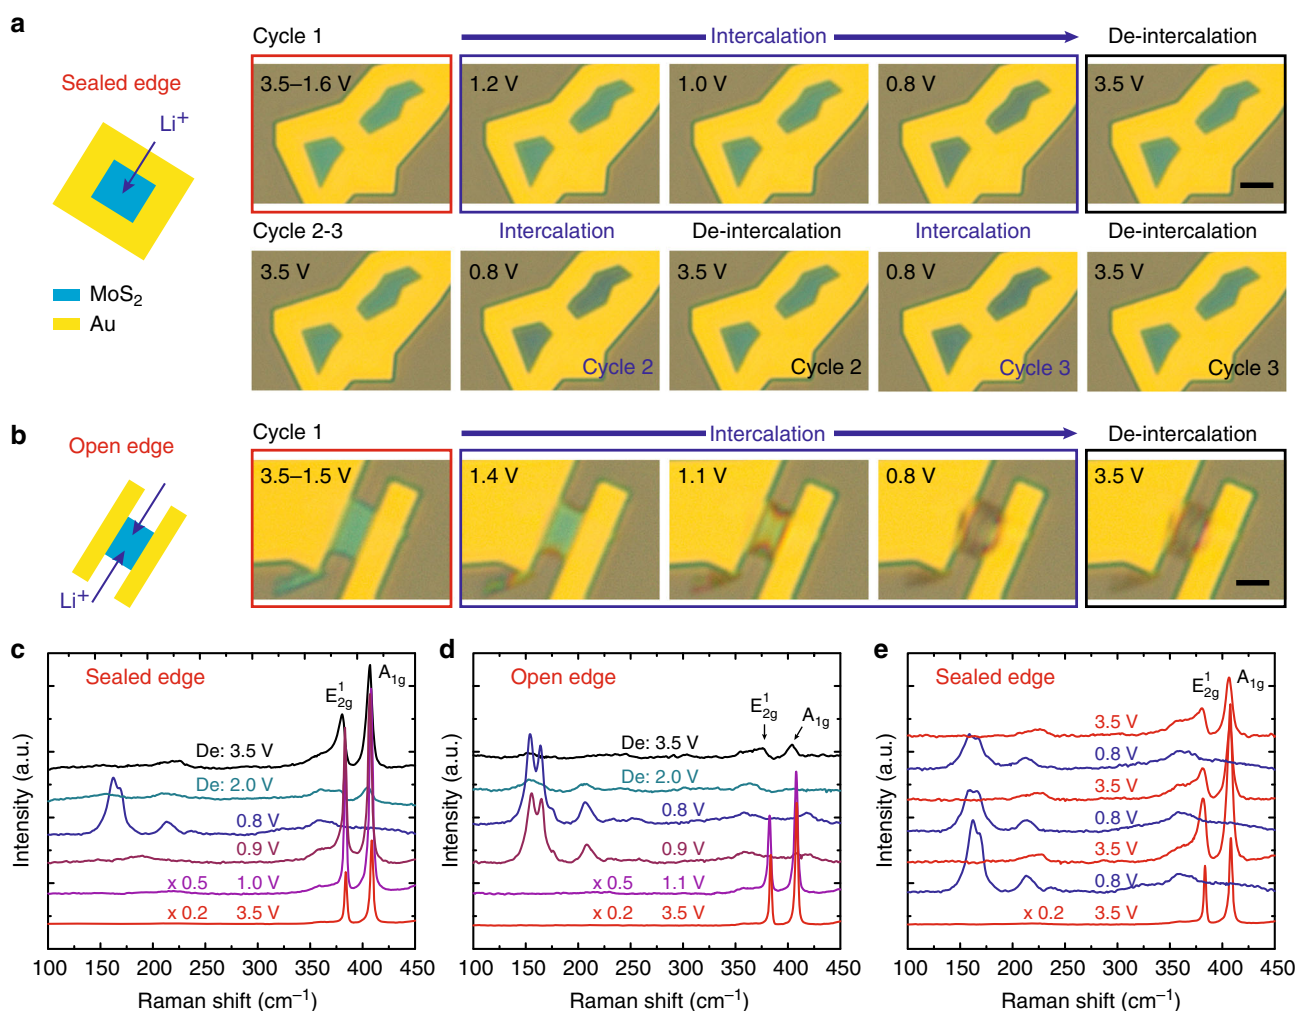 a
Cycle 1 Intercalation De-intercalation
Sealed edge
Li⁺
3.5–1.6 V 1.2 V 1.0 V 0.8 V 3.5 V
Cycle 2-3 Intercalation De-intercalation Intercalation De-intercalation
3.5 V 0.8 V 3.5 V 0.8 V 3.5 V
Cycle 2 Cycle 2 Cycle 3 Cycle 3
MoS₂
Au
b
Cycle 1 Intercalation De-intercalation
Open edge
Li⁺
3.5–1.5 V 1.4 V 1.1 V 0.8 V 3.5 V
c
Sealed edge
E¹₂g
A₁g
De: 3.5 V
De: 2.0 V
0.8 V
0.9 V
x 0.5 1.0 V
x 0.2 3.5 V
Intensity (a.u.)
100 150 200 250 300 350 400 450
Raman shift (cm⁻¹)
d
Open edge
E¹₂g
A₁g
De: 3.5 V
De: 2.0 V
0.8 V
0.9 V
x 0.5 1.1 V
x 0.2 3.5 V
Intensity (a.u.)
100 150 200 250 300 350 400 450
Raman shift (cm⁻¹)
e
Sealed edge
E¹₂g
A₁g
3.5 V
0.8 V
3.5 V
0.8 V
3.5 V
0.8 V
x 0.2 3.5 V
Intensity (a.u.)
100 150 200 250 300 350 400 450
Raman shift (cm⁻¹)